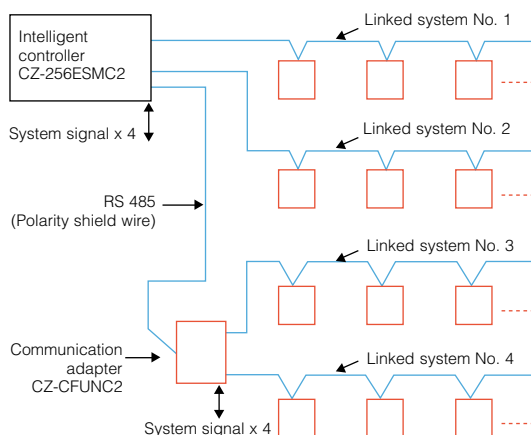 Intelligent
controller
CZ-256ESMC2
Linked system No. 1
System signal x 4
Linked system No. 2
RS 485
(Polarity shield wire)
Linked system No. 3
Communication
adapter
CZ-CFUNC2
Linked system No. 4
System signal x 4